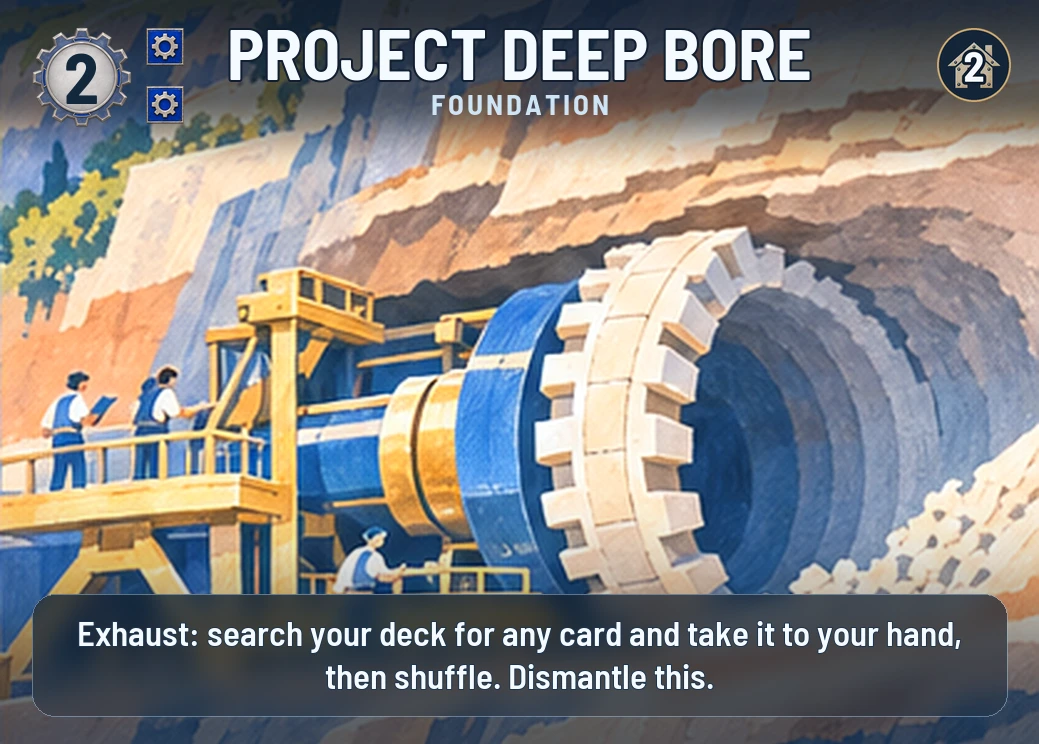 2
PROJECT DEEP BORE
FOUNDATION
2
Exhaust: search your deck for any card and take it to your hand,
then shuffle. Dismantle this.